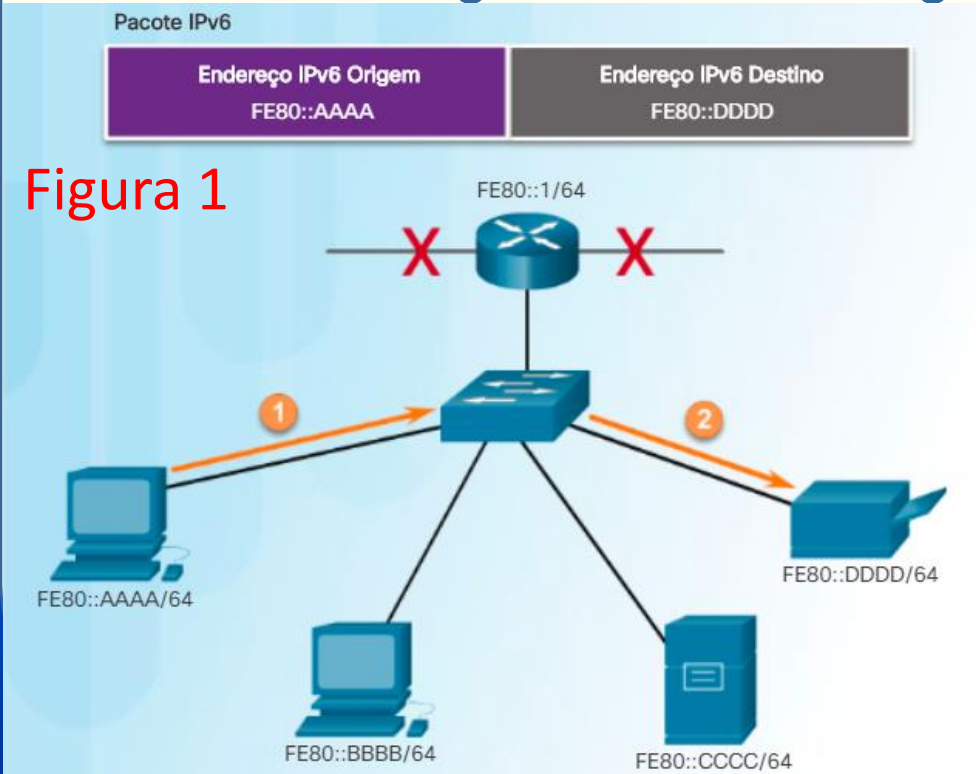 Pacote IPv6
Endereço IPv6 Origem
FE80::AAAA
Endereço IPv6 Destino
FE80::DDDD
Figura 1
FE80::1/64
X
X
1
2
FE80::AAAA/64
FE80::DDDD/64
FE80::BBBB/64
FE80::CCCC/64